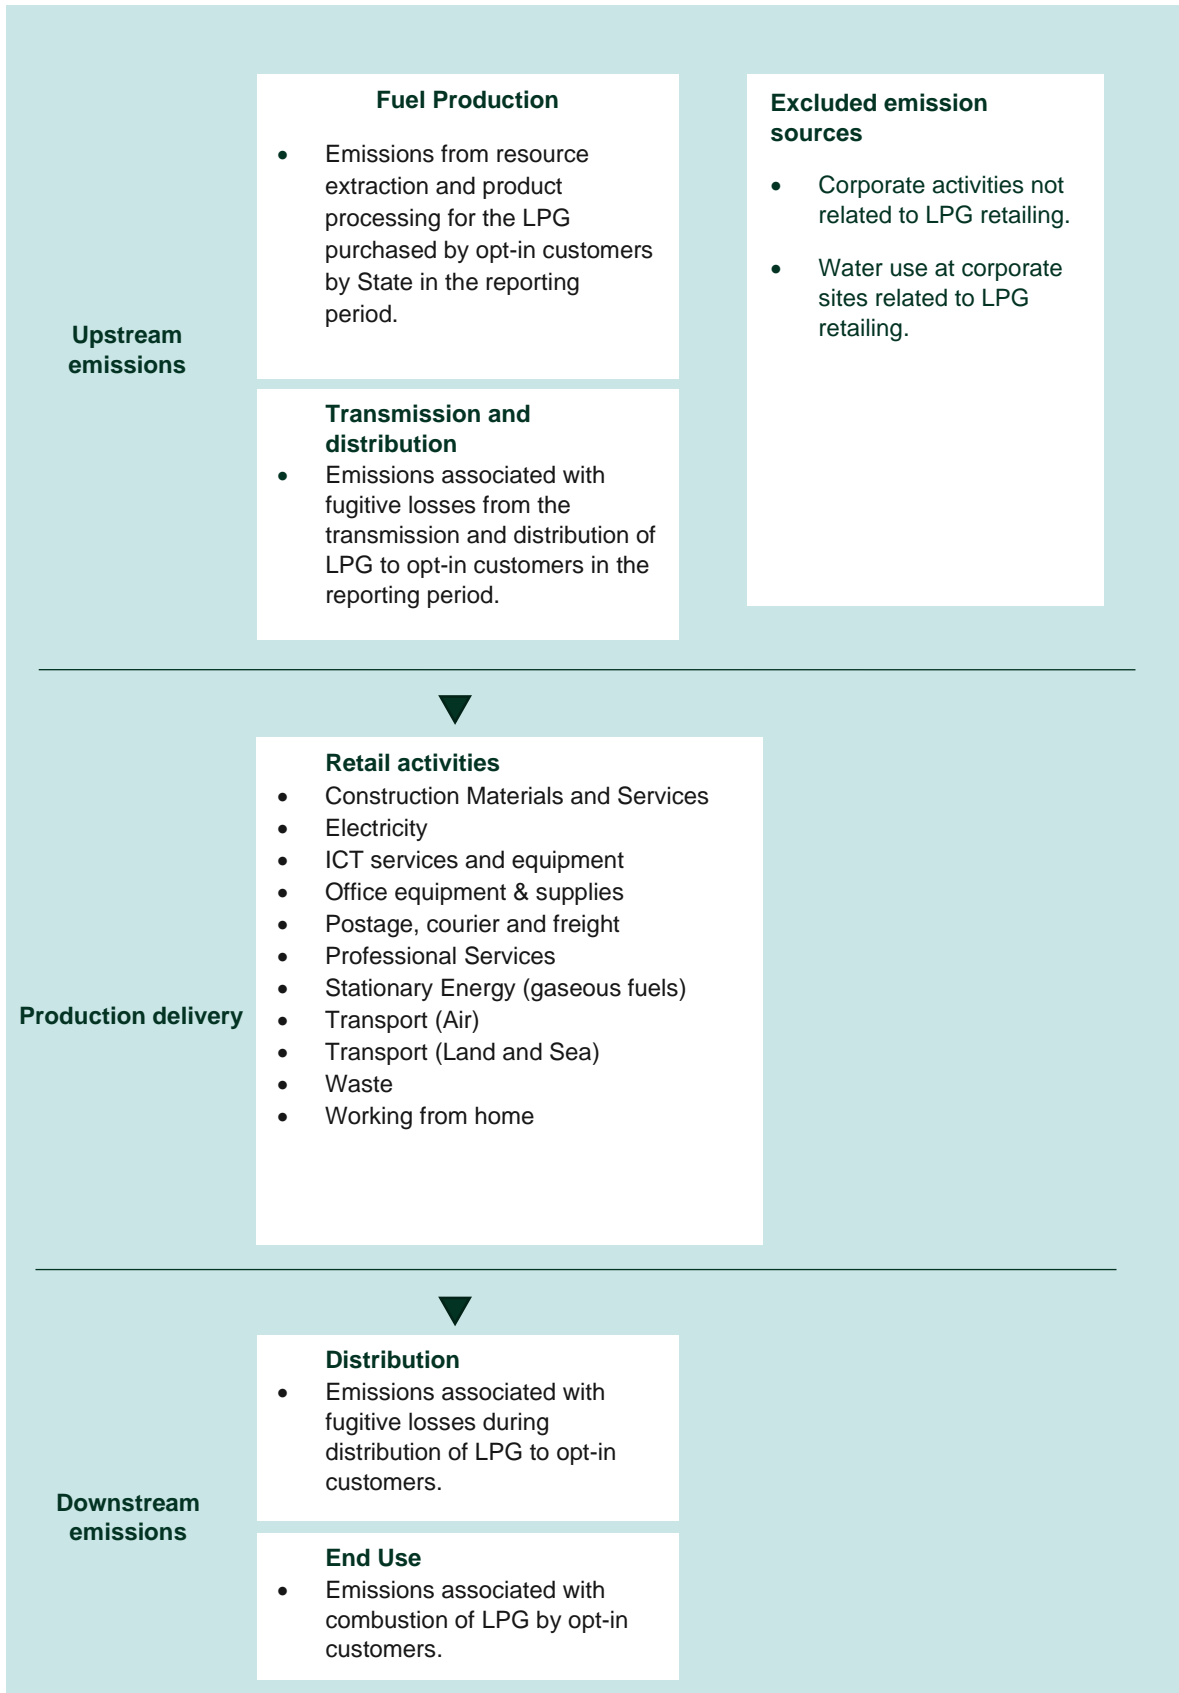 Upstream
emissions
Fuel Production
• Emissions from resource
extraction and product
processing for the LPG
purchased by opt-in customers
by State in the reporting
period.
Transmission and
distribution
• Emissions associated with
fugitive losses from the
transmission and distribution of
LPG to opt-in customers in the
reporting period.
Excluded emission
sources
• Corporate activities not
related to LPG retailing.
• Water use at corporate
sites related to LPG
retailing.
Production delivery
Retail activities
• Construction Materials and Services
• Electricity
• ICT services and equipment
• Office equipment & supplies
• Postage, courier and freight
• Professional Services
• Stationary Energy (gaseous fuels)
• Transport (Air)
• Transport (Land and Sea)
• Waste
• Working from home
Downstream
emissions
Distribution
• Emissions associated with
fugitive losses during
distribution of LPG to opt-in
customers.
End Use
• Emissions associated with
combustion of LPG by opt-in
customers.